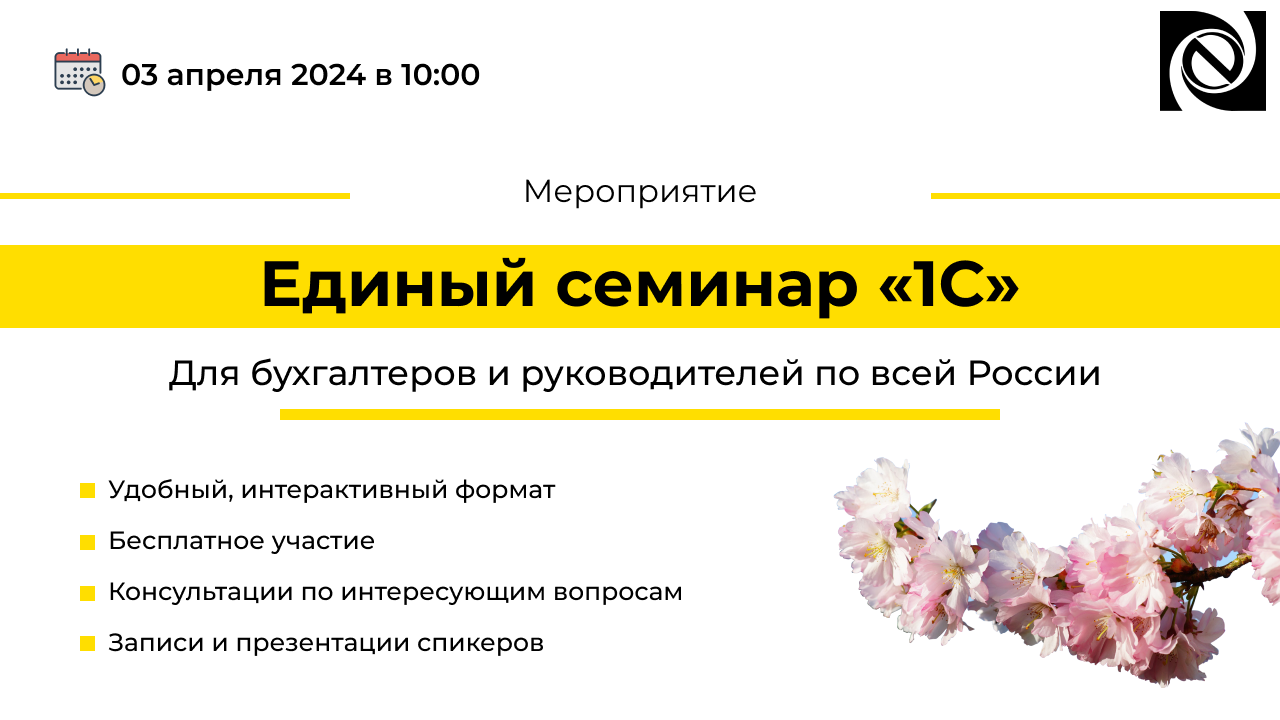 03 апреля 2024 в 10:00
Мероприятие
Единый семинар «1С»
Для бухгалтеров и руководителей по всей России
Удобный, интерактивный формат
Бесплатное участие
Консультации по интересующим вопросам
Записи и презентации спикеров